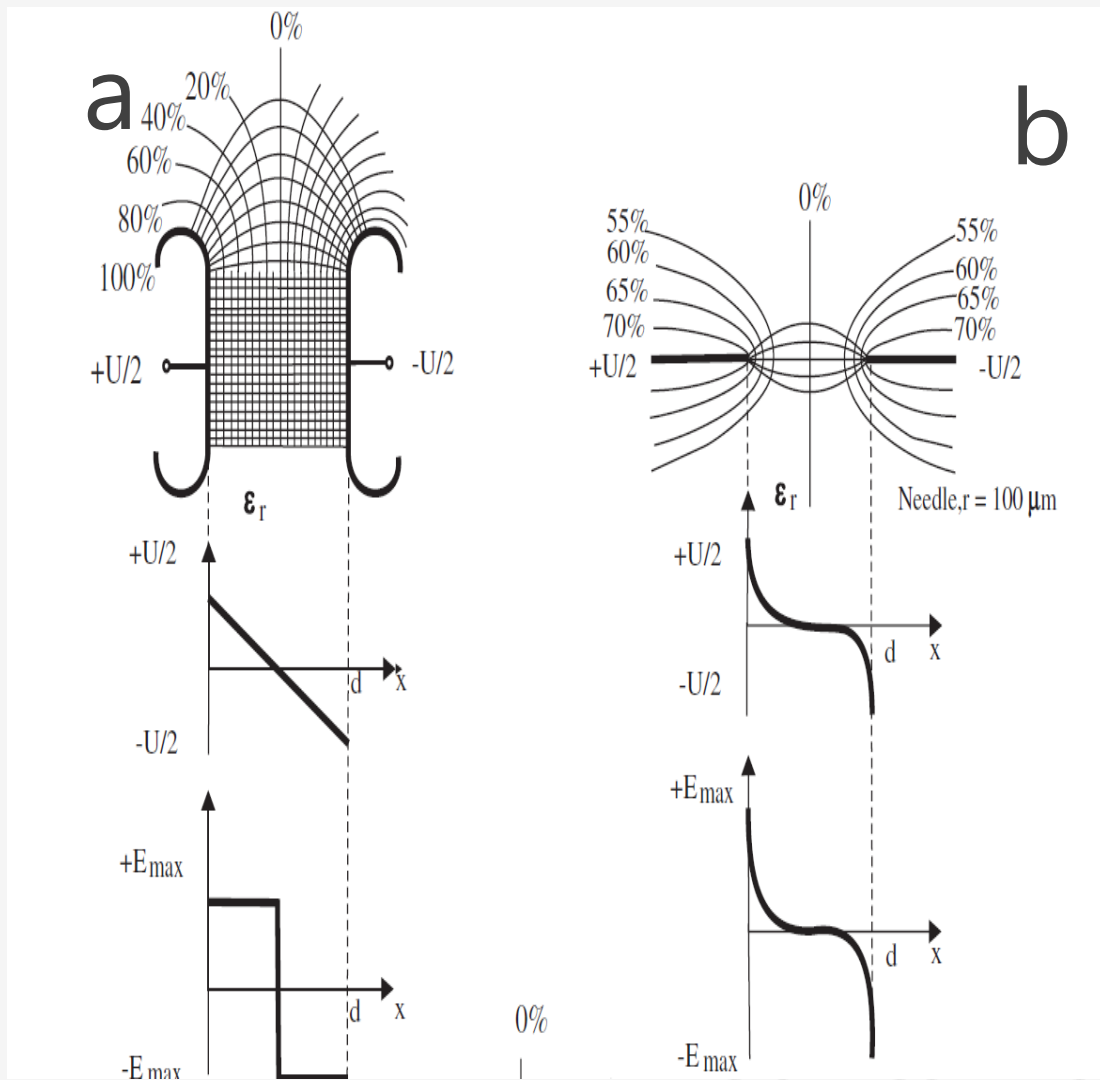 a
0%
20%
40%
60%
80%
100%
+U/2
-U/2
εr
+U/2
d
x
-U/2
+Emax
d
x
-Emax
0%
b
0%
55%
55%
60%
60%
65%
65%
70%
70%
+U/2
-U/2
εr
Needle,r = 100 μm
+U/2
d
x
-U/2
+Emax
d
x
-Emax